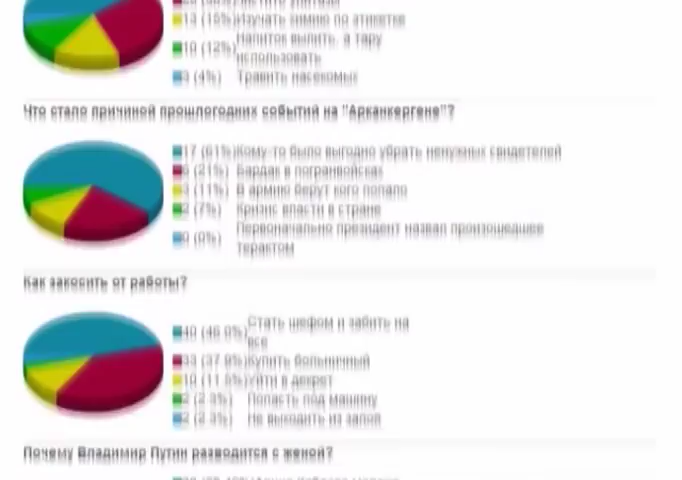 13 (15%) Изучать химию по этикетке
10 (12%) Напиток вылить, а тару
использовать
3 (4%) Травить насекомых
Что стало причиной прошлогодних событий на "Арканкергене"?
17 (61%) Кому-то было выгодно убрать ненужных свидетелей
6 (21%) Бардак в погранвойсках
3 (11%) В армию берут кого попало
2 (7%) Кризис власти в стране
0 (0%) Первоначально президент назвал произошедшее
терактом
Как закосить от работы?
40 (46.0%) Стать шефом и забить на
все
33 (37.9%) Купить больничный
10 (11.5%) Уйти в декрет
2 (2.3%) Попасть под машину
2 (2.3%) Не выходить из запоя
Почему Владимир Путин разводится с женой?